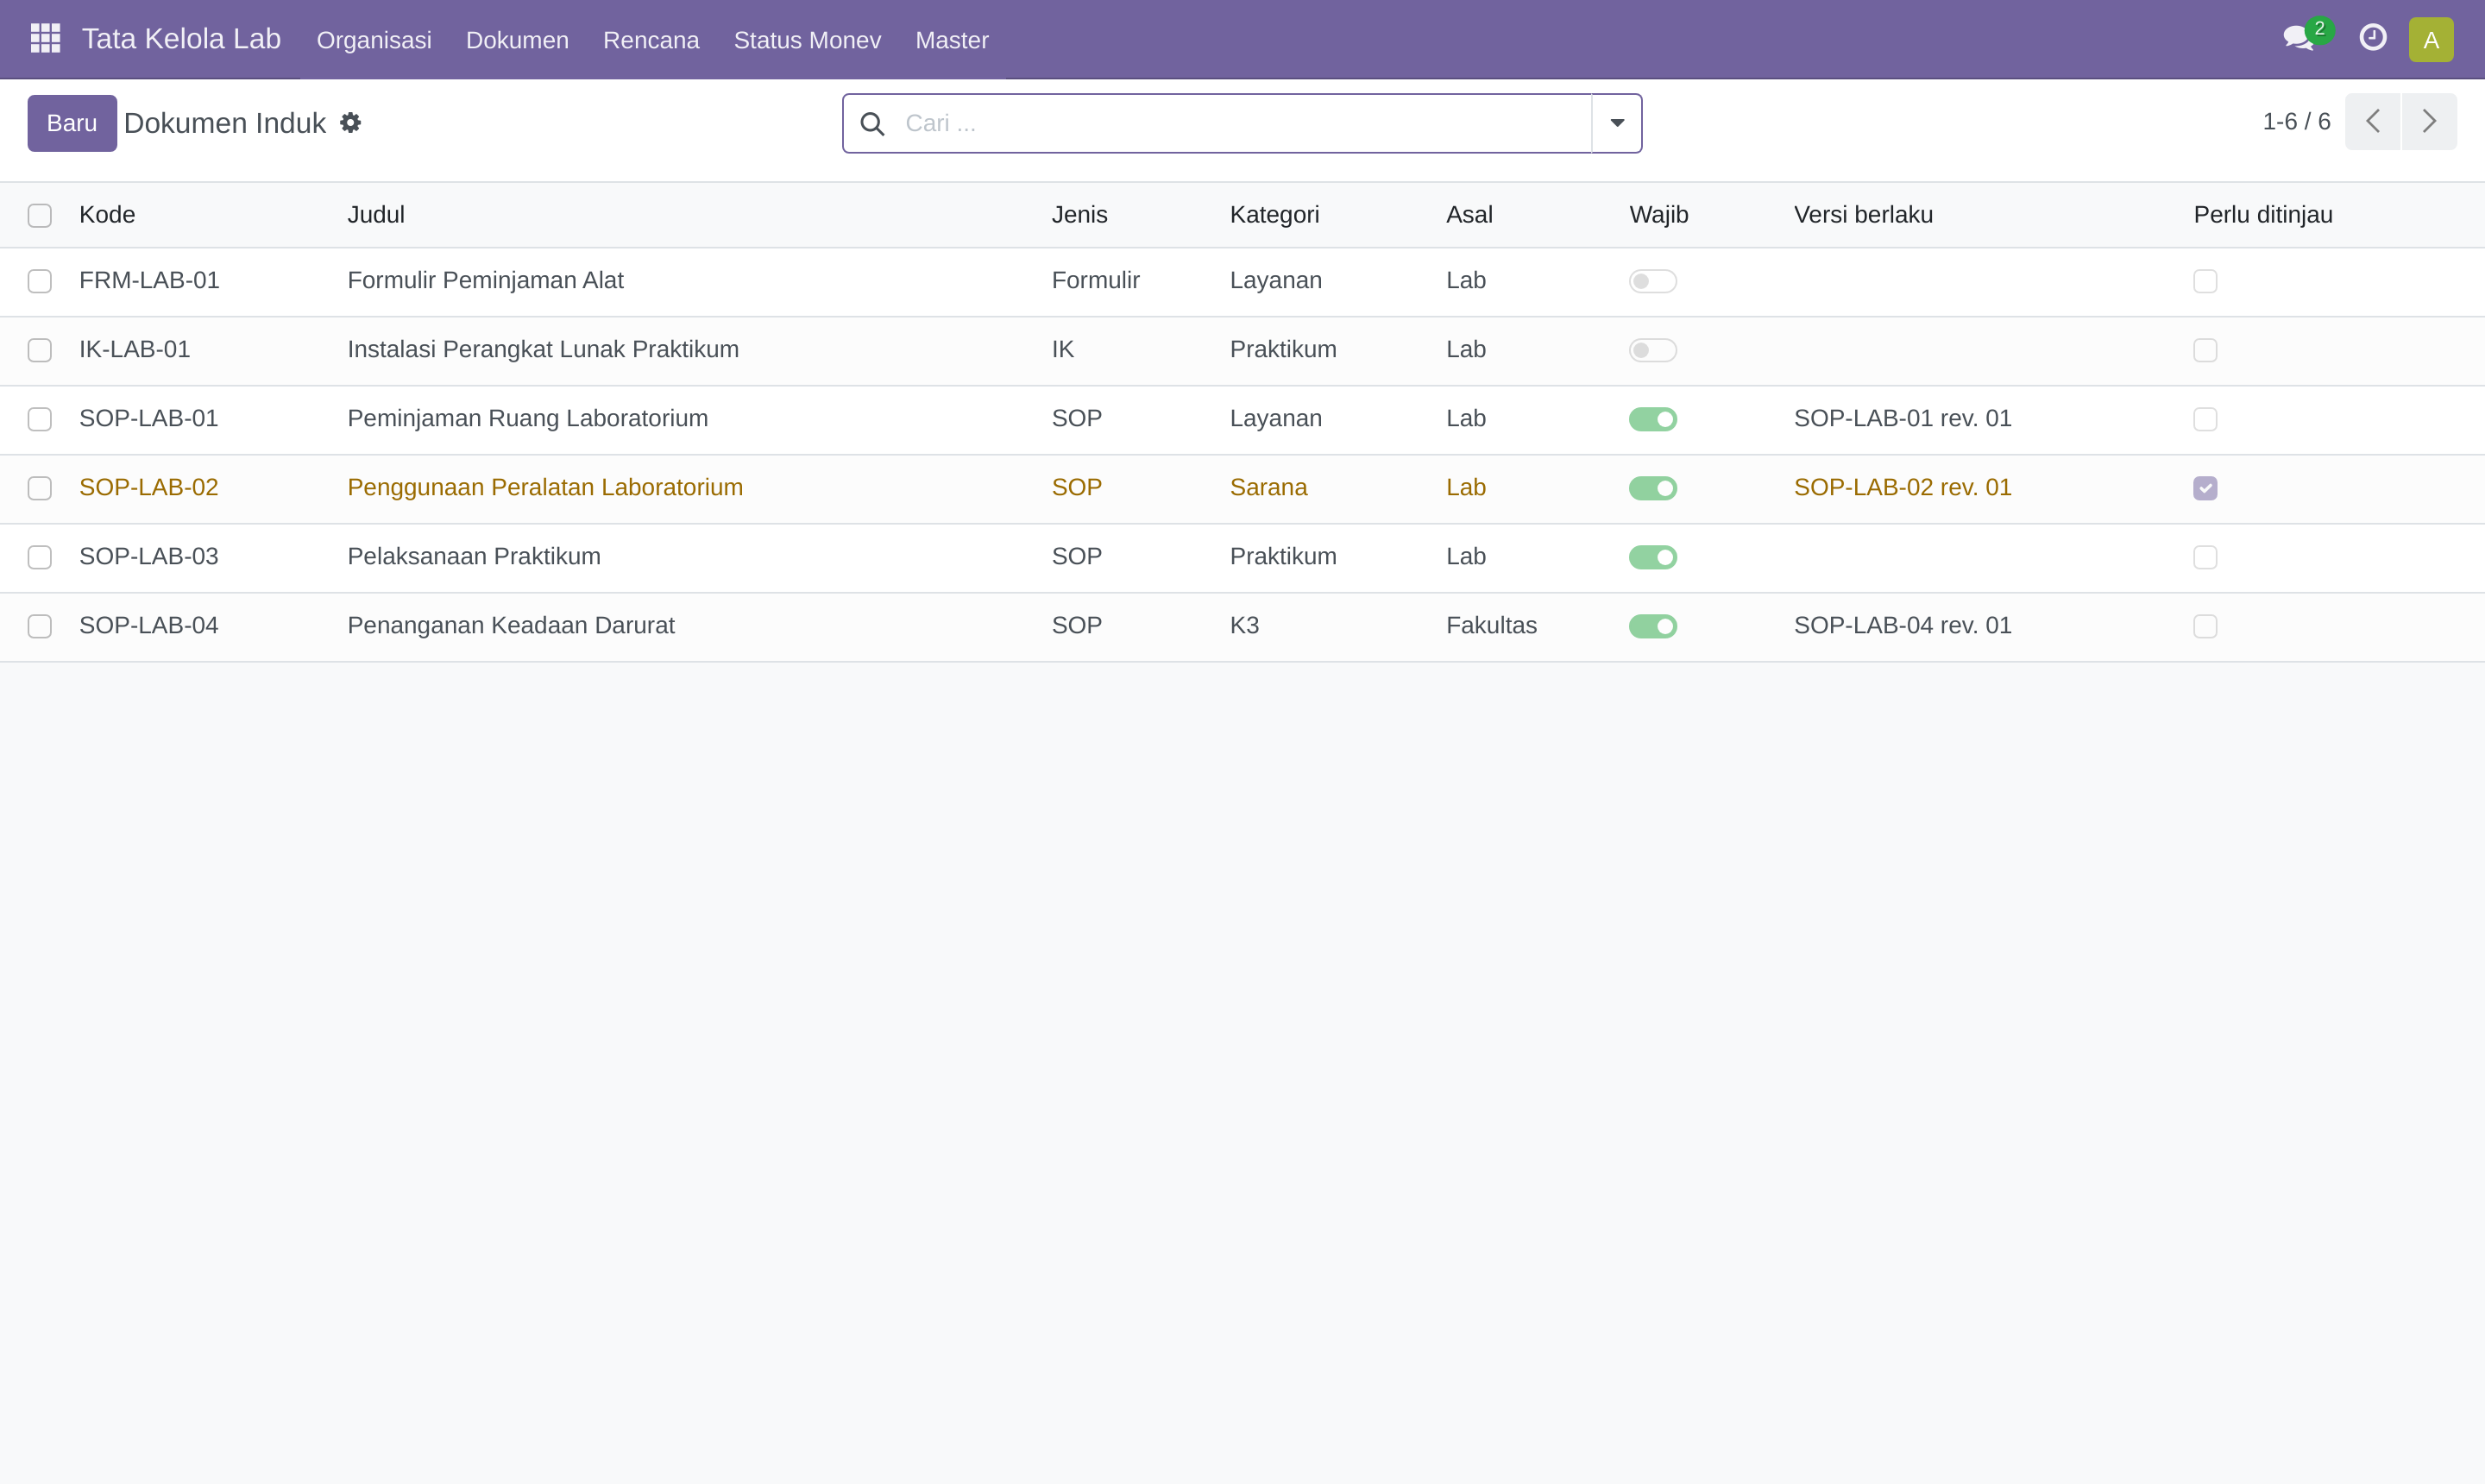 Tata Kelola Lab Organisasi Dokumen Rencana Status Monev Master 2 A
Baru Dokumen Induk Cari ... 1-6 / 6
Kode Judul Jenis Kategori Asal Wajib Versi berlaku Perlu ditinjau
FRM-LAB-01 Formulir Peminjaman Alat Formulir Layanan Lab
IK-LAB-01 Instalasi Perangkat Lunak Praktikum IK Praktikum Lab
SOP-LAB-01 Peminjaman Ruang Laboratorium SOP Layanan Lab SOP-LAB-01 rev. 01
SOP-LAB-02 Penggunaan Peralatan Laboratorium SOP Sarana Lab SOP-LAB-02 rev. 01
SOP-LAB-03 Pelaksanaan Praktikum SOP Praktikum Lab
SOP-LAB-04 Penanganan Keadaan Darurat SOP K3 Fakultas SOP-LAB-04 rev. 01